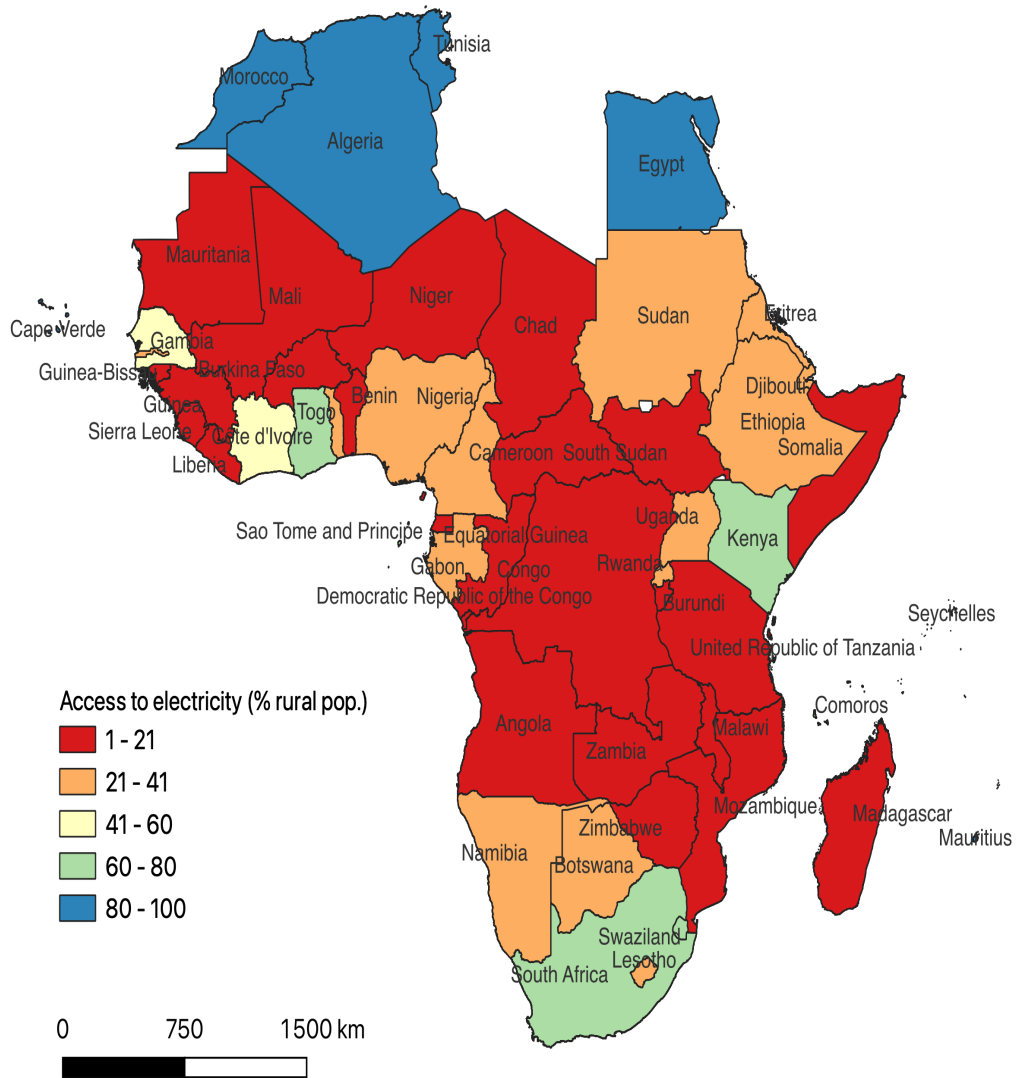 Tunisia
Morocco
Algeria
Egypt
Mauritania
Mali
Niger
Chad
Sudan
Eritrea
Cape Verde
Gambia
Guinea-Bissau
Burkina Faso
Djibouti
Benin
Nigeria
Guinea
Togo
Ethiopia
Sierra Leone
Côte d'Ivoire
Somalia
Liberia
Cameroon
South Sudan
Uganda
Sao Tome and Principe
Equatorial Guinea
Kenya
Gabon
Congo
Rwanda
Democratic Republic of the Congo
Burundi
Seychelles
United Republic of Tanzania
Access to electricity (% rural pop.)
Comoros
1 - 21
Angola
Malawi
Zambia
21 - 41
Mozambique
Madagascar
41 - 60
Zimbabwe
Mauritius
Namibia
Botswana
60 - 80
80 - 100
Swaziland
Lesotho
South Africa
0 750 1500 km